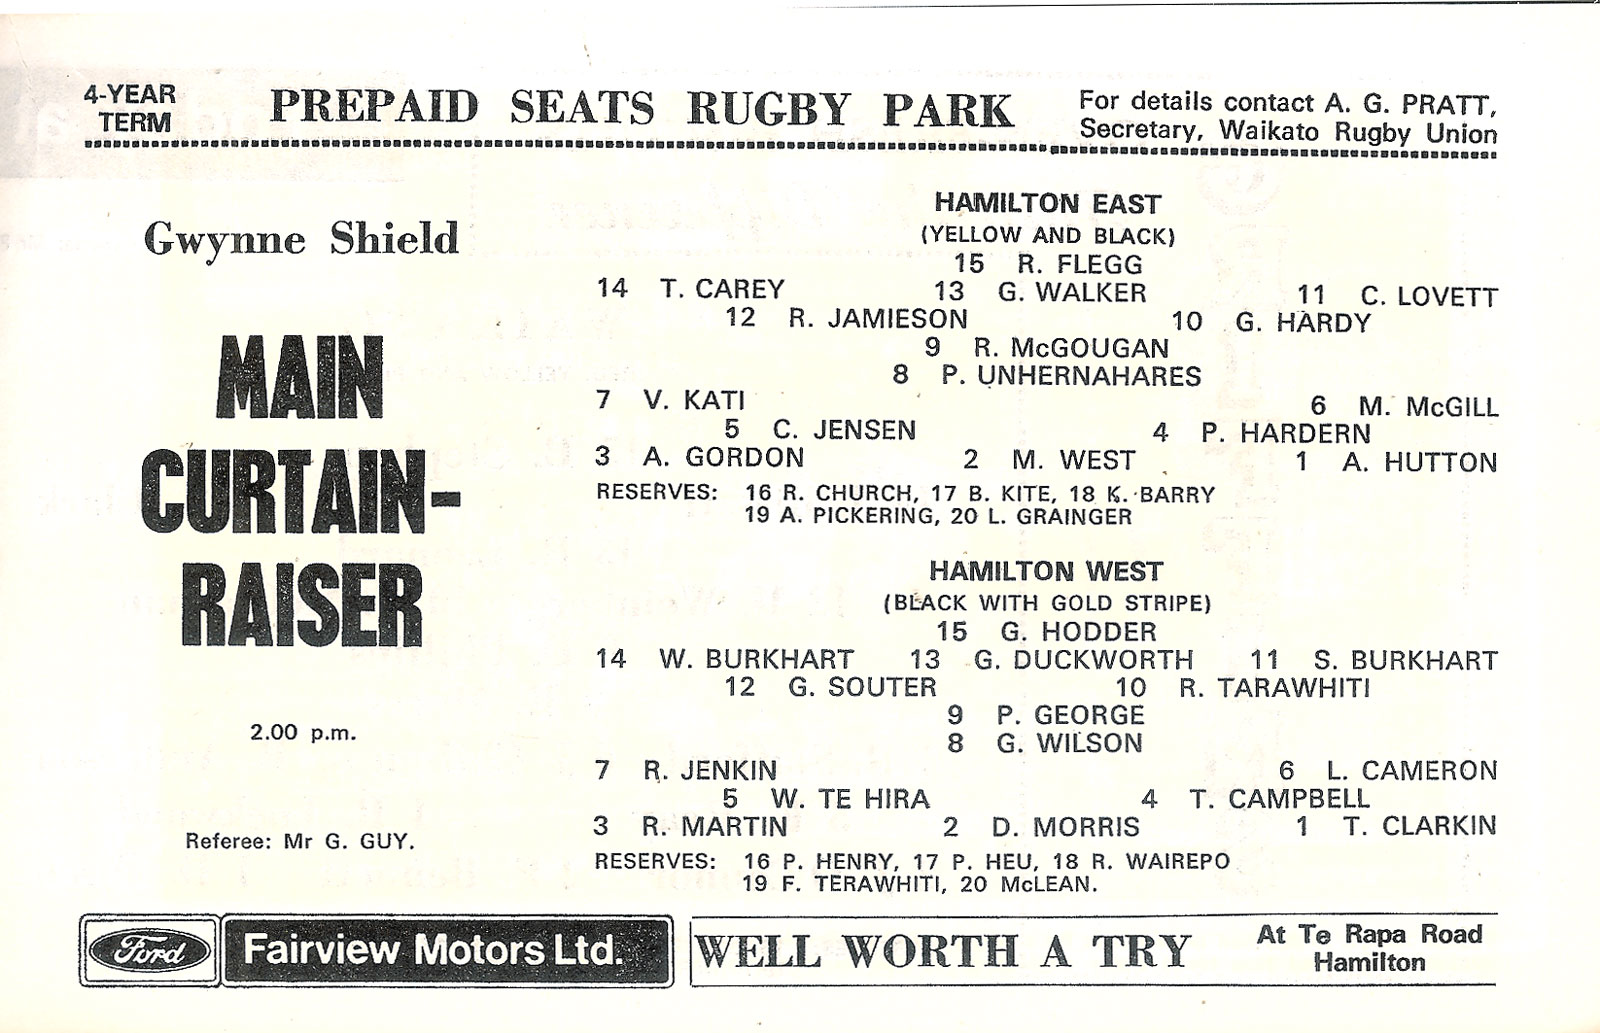 4-YEAR TERM
PREPAID SEATS RUGBY PARK
For details contact A. G. PRATT,
Secretary, Waikato Rugby Union
Gwynne Shield
MAIN
CURTAIN-
RAISER
2.00 p.m.
Referee: Mr G. GUY.
HAMILTON EAST
(YELLOW AND BLACK)
15 R. FLEGG
14 T. CAREY 13 G. WALKER 11 C. LOVETT
12 R. JAMIESON 10 G. HARDY
9 R. McGOUGAN
8 P. UNHERNAHARES
7 V. KATI 6 M. McGILL
5 C. JENSEN 4 P. HARDERN
3 A. GORDON 2 M. WEST 1 A. HUTTON
RESERVES: 16 R. CHURCH, 17 B. KITE, 18 K. BARRY
19 A. PICKERING, 20 L. GRAINGER
HAMILTON WEST
(BLACK WITH GOLD STRIPE)
15 G. HODDER
14 W. BURKHART 13 G. DUCKWORTH 11 S. BURKHART
12 G. SOUTER 10 R. TARAWHITI
9 P. GEORGE
8 G. WILSON
7 R. JENKIN 6 L. CAMERON
5 W. TE HIRA 4 T. CAMPBELL
3 R. MARTIN 2 D. MORRIS 1 T. CLARKIN
RESERVES: 16 P. HENRY, 17 P. HEU, 18 R. WAIREPO
19 F. TERAWHITI, 20 McLEAN.
Ford
Fairview Motors Ltd.
WELL WORTH A TRY
At Te Rapa Road
Hamilton